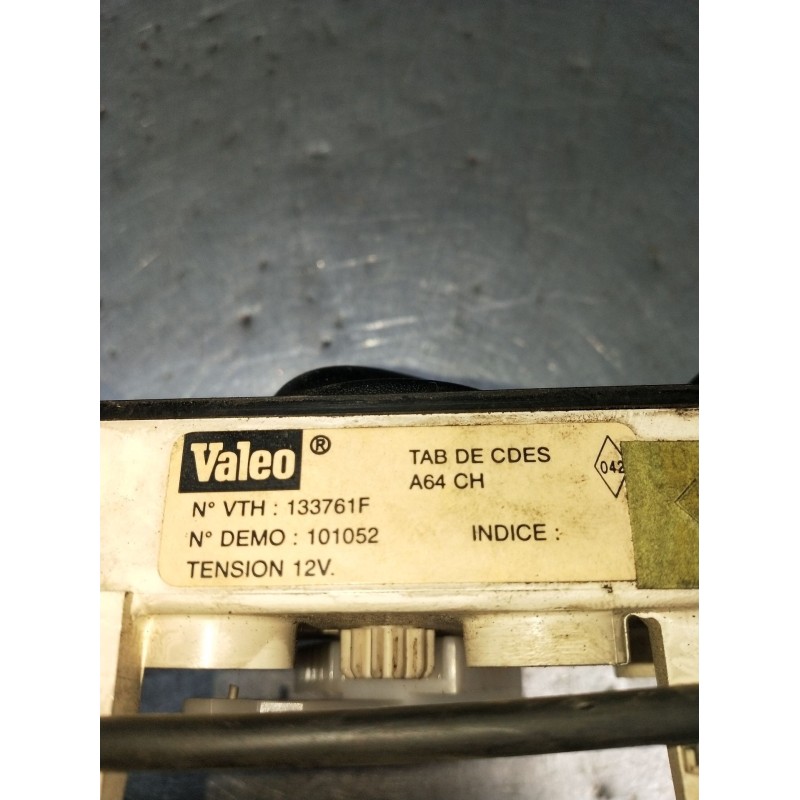 Valeo ®
TAB DE CDES
A64 CH
042
N° VTH : 133761F
N° DEMO : 101052
INDICE :
TENSION 12V.